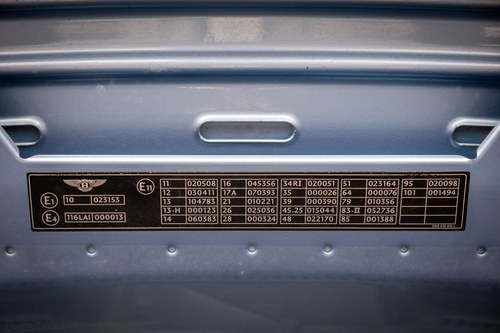 B
E11 11 020508 16 045356 34RI 020051 51 023164 95 020098
12 030411 17A 070393 35 000026 64 000076 101 001494
E1 10 023153 13 104783 21 010221 39 000390 79 010356
E4 116LAI 000013 13-H 000123 26 025036 45.25 015044 83-II 052736
14 060383 28 000324 48 022170 85 001388